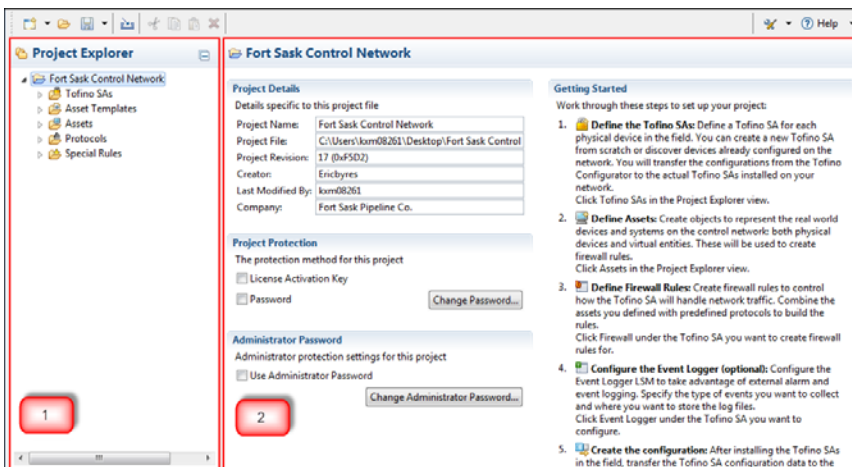 Help
Project Explorer
Fort Sask Control Network
Tofino SAs
Asset Templates
Assets
Protocols
Special Rules
1
Fort Sask Control Network
Project Details
Details specific to this project file
Project Name: Fort Sask Control Network
Project File: C:\Users\kxm08261\Desktop\Fort Sask Control
Project Revision: 17 (0xF5D2)
Creator: Ericbyres
Last Modified By: kxm08261
Company: Fort Sask Pipeline Co.
Project Protection
The protection method for this project
License Activation Key
Password
Change Password...
Administrator Password
Administrator protection settings for this project
Use Administrator Password
Change Administrator Password...
2
Getting Started
Work through these steps to set up your project:
1. Define the Tofino SAs: Define a Tofino SA for each
physical device in the field. You can create a new Tofino SA
from scratch or discover devices already configured on the
network. You will transfer the configurations from the Tofino
Configurator to the actual Tofino SAs installed on your
network.
Click Tofino SAs in the Project Explorer view.
2. Define Assets: Create objects to represent the real world
devices and systems on the control network: both physical
devices and virtual entities. These will be used to create
firewall rules.
Click Assets in the Project Explorer view.
3. Define Firewall Rules: Create firewall rules to control
how the Tofino SA will handle network traffic. Combine the
assets you defined with predefined protocols to build the
rules.
Click Firewall under the Tofino SA you want to create firewall
rules for.
4. Configure the Event Logger (optional): Configure the
Event Logger LSM to take advantage of external alarm and
event logging. Specify the type of events you want to collect
and where you want to store the log files.
Click Event Logger under the Tofino SA you want to
configure.
5. Create the configuration: After installing the Tofino SAs
in the field, transfer the Tofino SA configuration data to the